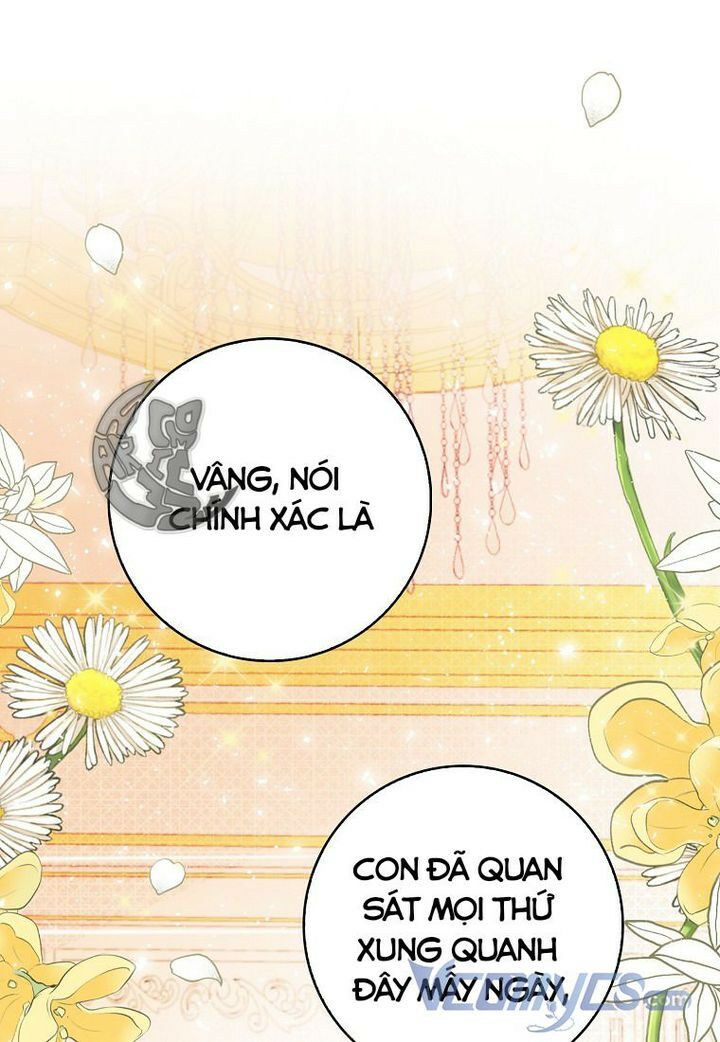 VÂNG, NÓI
CHÍNH XÁC LÀ
CON ĐÃ QUAN
SÁT MỌI THỨ
XUNG QUANH
ĐÂY MẤY NGÀY,